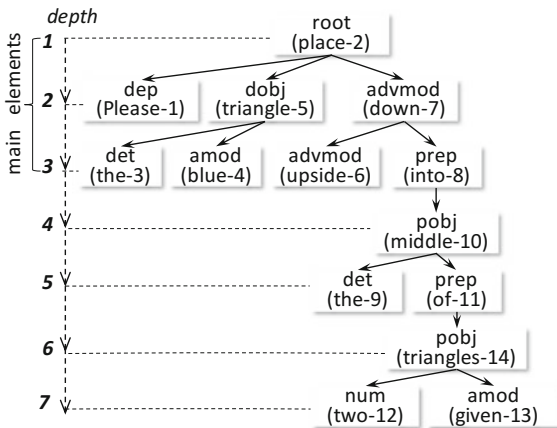 depth
main elements
1
root
(place-2)
2
dep
(Please-1)
dobj
(triangle-5)
advmod
(down-7)
3
det
(the-3)
amod
(blue-4)
advmod
(upside-6)
prep
(into-8)
4
pobj
(middle-10)
5
det
(the-9)
prep
(of-11)
6
pobj
(triangles-14)
7
num
(two-12)
amod
(given-13)